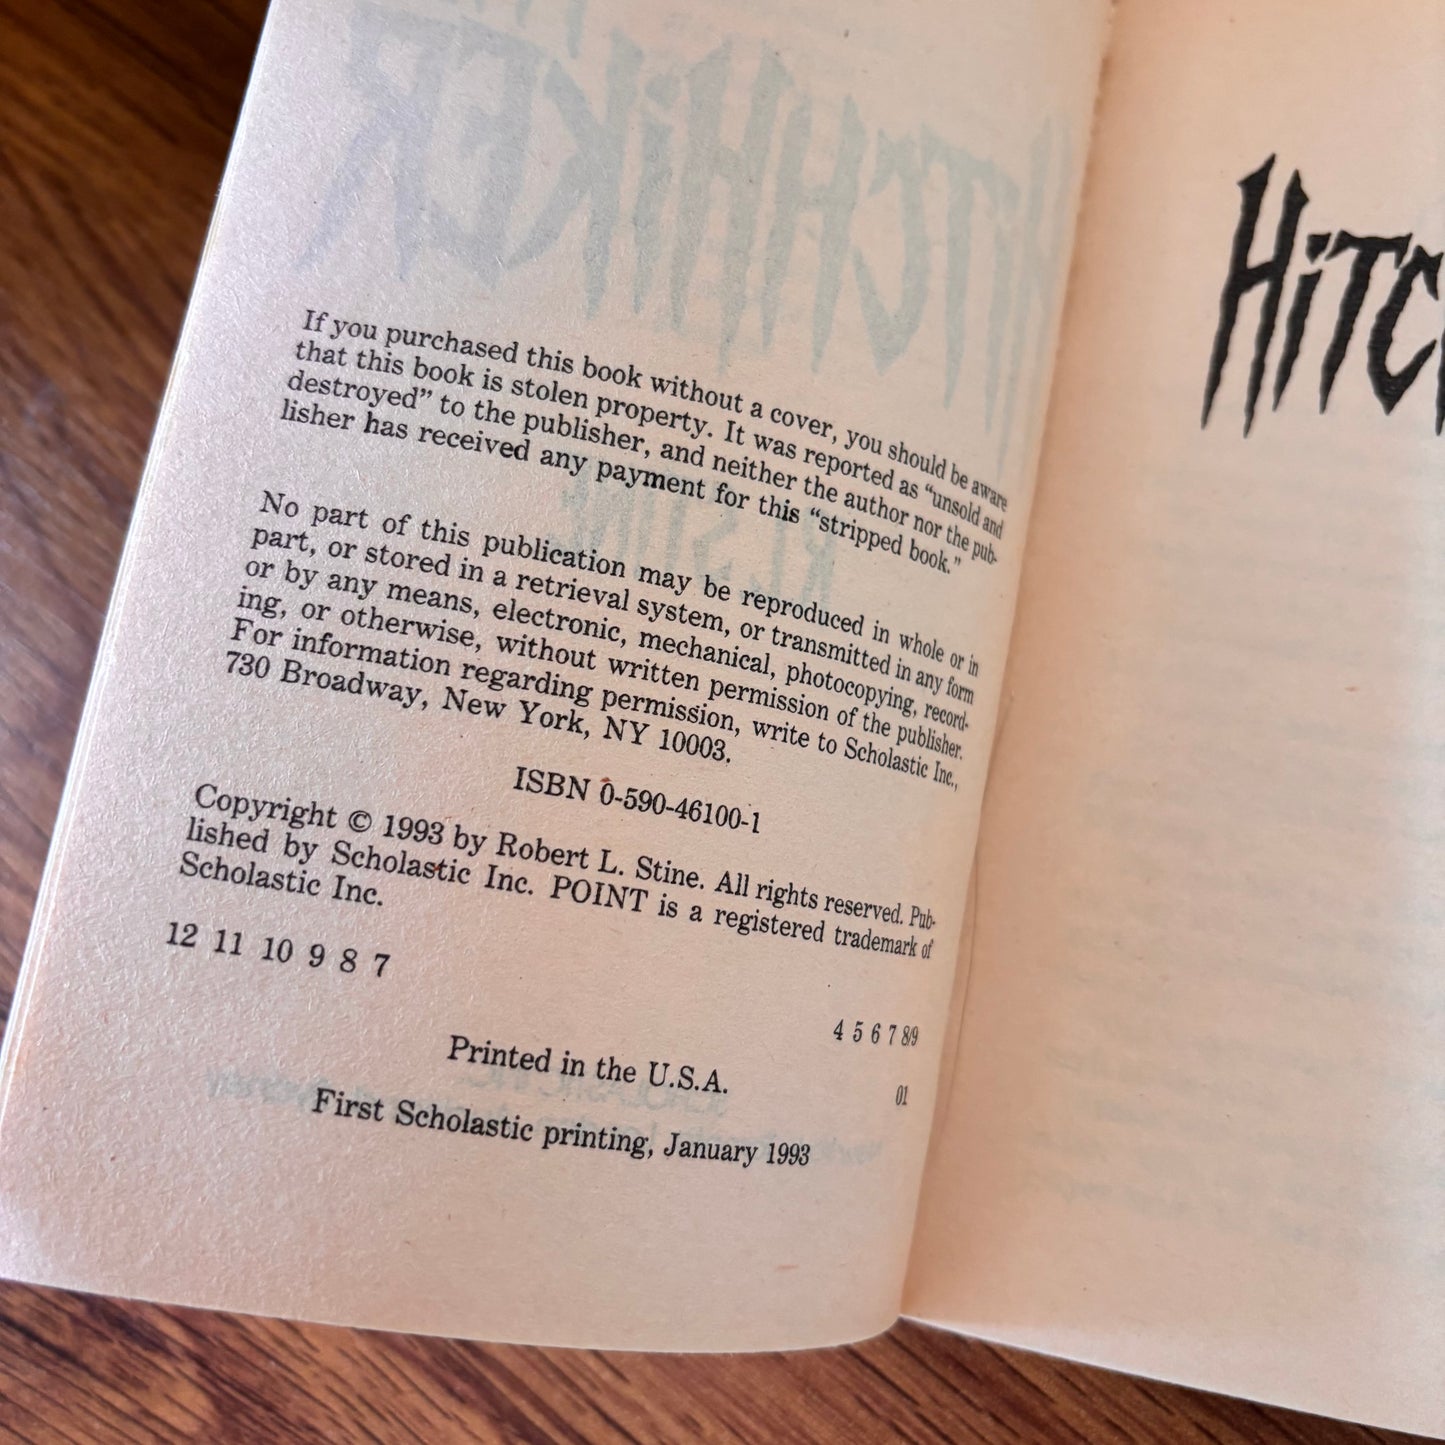 If you purchased this book without a cover, you should be aware
that this book is stolen property. It was reported as “unsold and
destroyed” to the publisher, and neither the author nor the pub-
lisher has received any payment for this “stripped book.”
No part of this publication may be reproduced in whole or in
part, or stored in a retrieval system, or transmitted in any form
or by any means, electronic, mechanical, photocopying, record-
ing, or otherwise, without written permission of the publisher.
For information regarding permission, write to Scholastic Inc.,
730 Broadway, New York, NY 10003.
ISBN 0-590-46100-1
Copyright © 1993 by Robert L. Stine. All rights reserved. Pub-
lished by Scholastic Inc. POINT is a registered trademark of
Scholastic Inc.
12 11 10 9 8 7
4 5 6 7 8/9
Printed in the U.S.A.
01
First Scholastic printing, January 1993
HiTCH